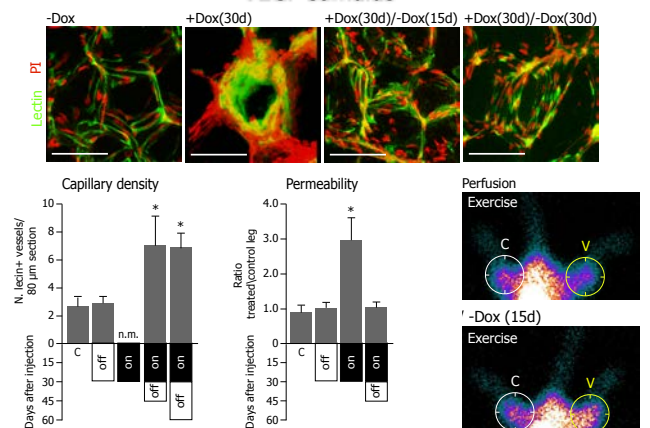 -Dox
+Dox(30d)
+Dox(30d)/-Dox(15d)
+Dox(30d)/-Dox(30d)
Lectin PI
Capillary density
N. lecin+ vessels/
80 µm section
10
8
6
4
2
0
* *
n.m.
C off on on on
off off
Days after injection
15
30
45
60
Permeability
Ratio
treated\control leg
4.0
3.0
2.0
1.0
0
*
C off on on
off
Days after injection
15
30
45
60
Perfusion
Exercise
C V
-Dox (15d)
Exercise
C V